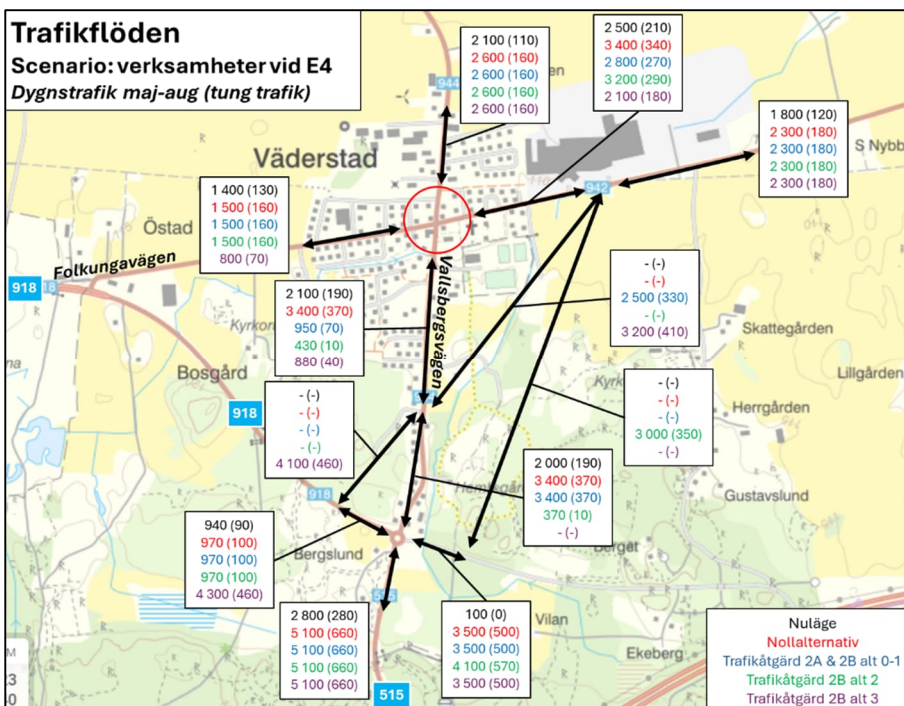 Trafikflöden
Scenario: verksamheter vid E4
Dygnstrafik maj-aug (tung trafik)
2 100 (110)
2 600 (160)
2 600 (160)
2 600 (160)
2 600 (160)
2 500 (210)
3 400 (340)
2 800 (270)
3 200 (290)
2 100 (180)
1 800 (120)
2 300 (180)
2 300 (180)
2 300 (180)
2 300 (180)
944
S Nybb
Väderstad
942
1 400 (130)
1 500 (160)
1 500 (160)
1 500 (160)
800 (70)
Östad
Folkungavägen
918
18
Vallsbergsvägen
2 100 (190)
3 400 (370)
950 (70)
430 (10)
880 (40)
- (-)
- (-)
2 500 (330)
- (-)
3 200 (410)
Kyrkor
Skattegården
Bosgård
Lillgården
Kyrk
- (-)
- (-)
- (-)
3 000 (350)
- (-)
Herrgården
918
- (-)
- (-)
- (-)
- (-)
4 100 (460)
2 000 (190)
3 400 (370)
3 400 (370)
370 (10)
- (-)
Gustavslund
918
940 (90)
970 (100)
970 (100)
970 (100)
4 300 (460)
Bergslund
Berget
2 800 (280)
5 100 (660)
5 100 (660)
5 100 (660)
5 100 (660)
100 (0)
3 500 (500)
3 500 (500)
4 100 (570)
3 500 (500)
Vilan
Ekeberg
515
Nuläge
Nollalternativ
Trafikåtgärd 2A & 2B alt 0-1
Trafikåtgärd 2B alt 2
Trafikåtgärd 2B alt 3